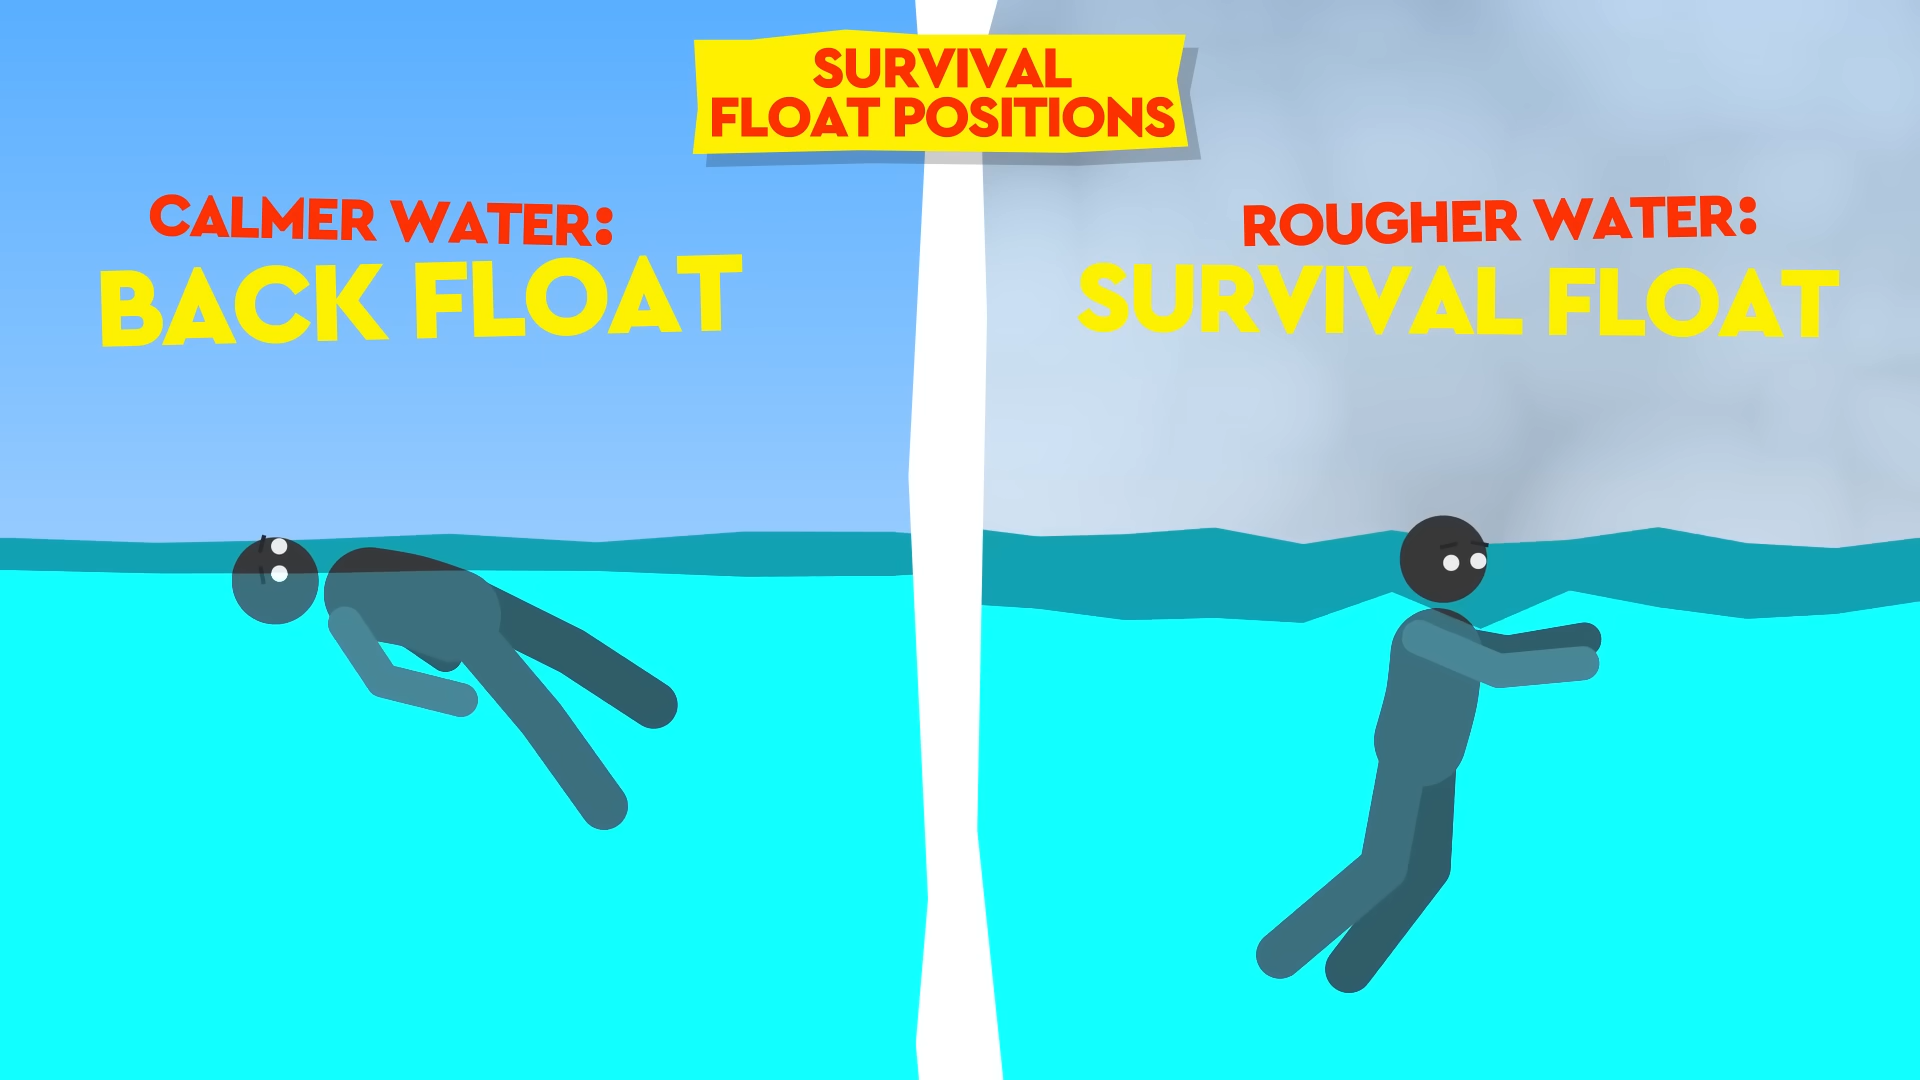 SURVIVAL
FLOAT POSITIONS
CALMER WATER:
BACK FLOAT
ROUGHER WATER:
SURVIVAL FLOAT